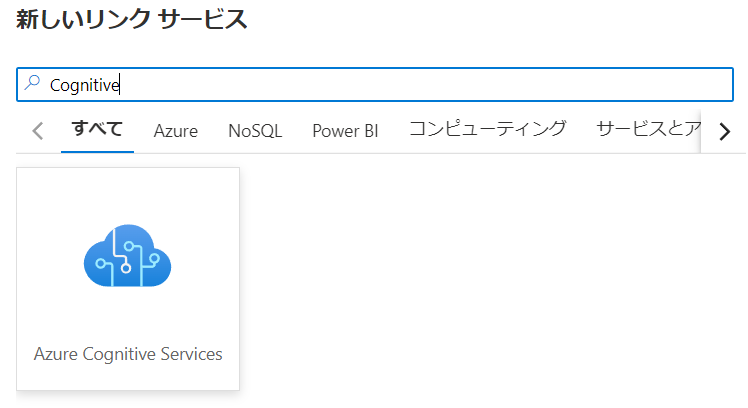 新しいリンク サービス
Cognitive
すべて Azure NoSQL Power BI コンピューティング サービスとア
Azure Cognitive Services